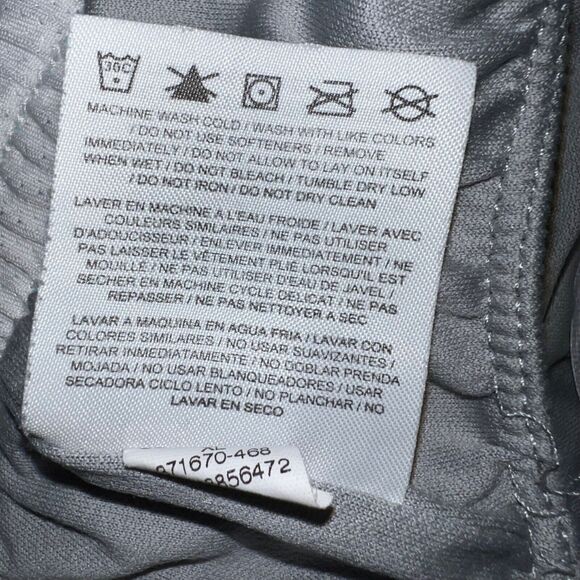 30C
MACHINE WASH COLD / WASH WITH LIKE COLORS
/ DO NOT USE SOFTENERS / REMOVE
IMMEDIATELY / DO NOT ALLOW TO LAY ON ITSELF
WHEN WET / DO NOT BLEACH / TUMBLE DRY LOW
/ DO NOT IRON / DO NOT DRY CLEAN
LAVER EN MACHINE A L'EAU FROIDE / LAVER AVEC
COULEURS SIMILAIRES / NE PAS UTILISER
D'ADOUCISSEUR / ENLEVER IMMEDIATEMENT / NE
PAS LAISSER LE VÊTEMENT PLIE LORSQU'IL EST
MOUILLÉ / NE PAS UTILISER D'EAU DE JAVEL /
SECHER EN MACHINE CYCLE DELICAT / NE PAS
REPASSER / NE PAS NETTOYER A SEC
LAVAR A MAQUINA EN AGUA FRIA / LAVAR CON
COLORES SIMILARES / NO USAR SUAVIZANTES /
RETIRAR INMEDIATAMENTE / NO DOBLAR PRENDA
MOJADA / NO USAR BLANQUEADORES / USAR
SECADORA CICLO LENTO / NO PLANCHAR / NO
LAVAR EN SECO
871670-468
856472